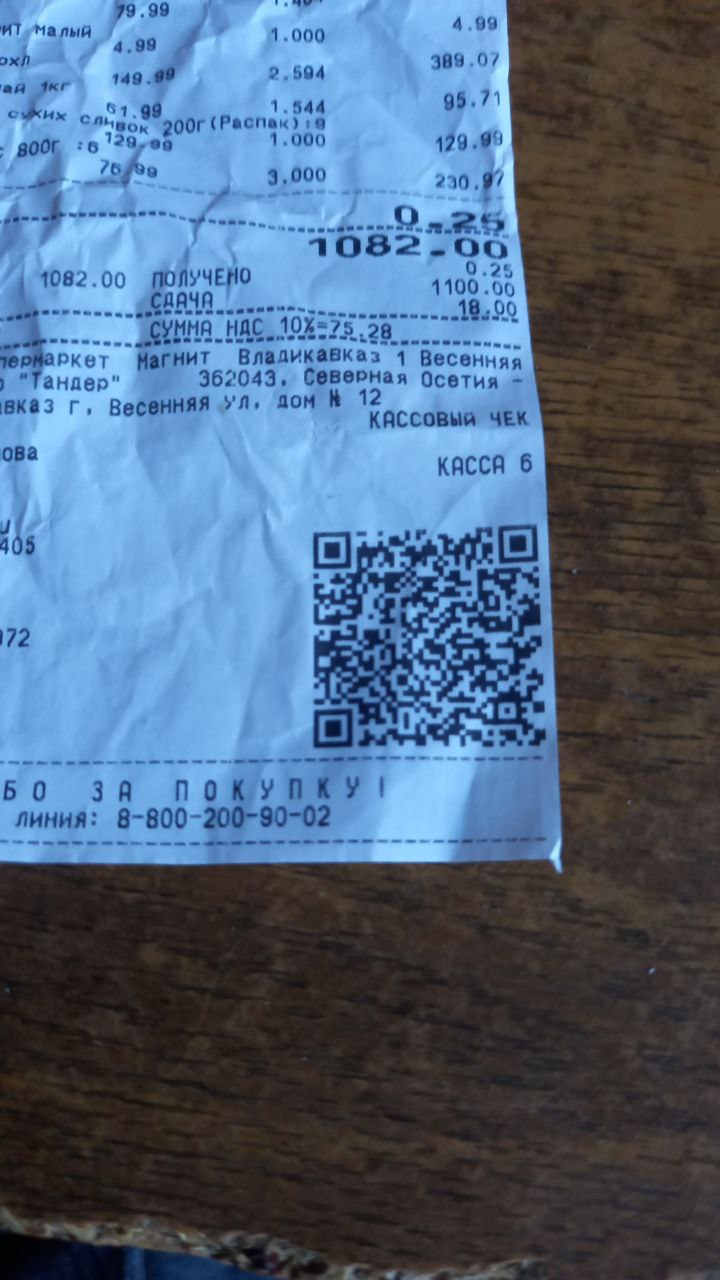 79.99
ит малый 1.000 4.99
4.99
охл 389.07
149.99 2.594
ай 1кг 95.71
61.99 1.544
сухих сливок 200г(Распак):9
с 800г :6 129.99 1.000 129.99
76.99 3.000 230.97
0.25
1082.00
0.25
1082.00 ПОЛУЧЕНО 1100.00
СДАЧА 18.00
СУММА НДС 10%=75.28
пермаркет Магнит Владикавказ 1 Весенняя
о "Тандер" 362043, Северная Осетия -
авказ г, Весенняя ул, дом № 12
КАССОВЫЙ ЧЕК
ова
КАССА 6
405
972
БО ЗА ПОКУПКУ!
линия: 8-800-200-90-02